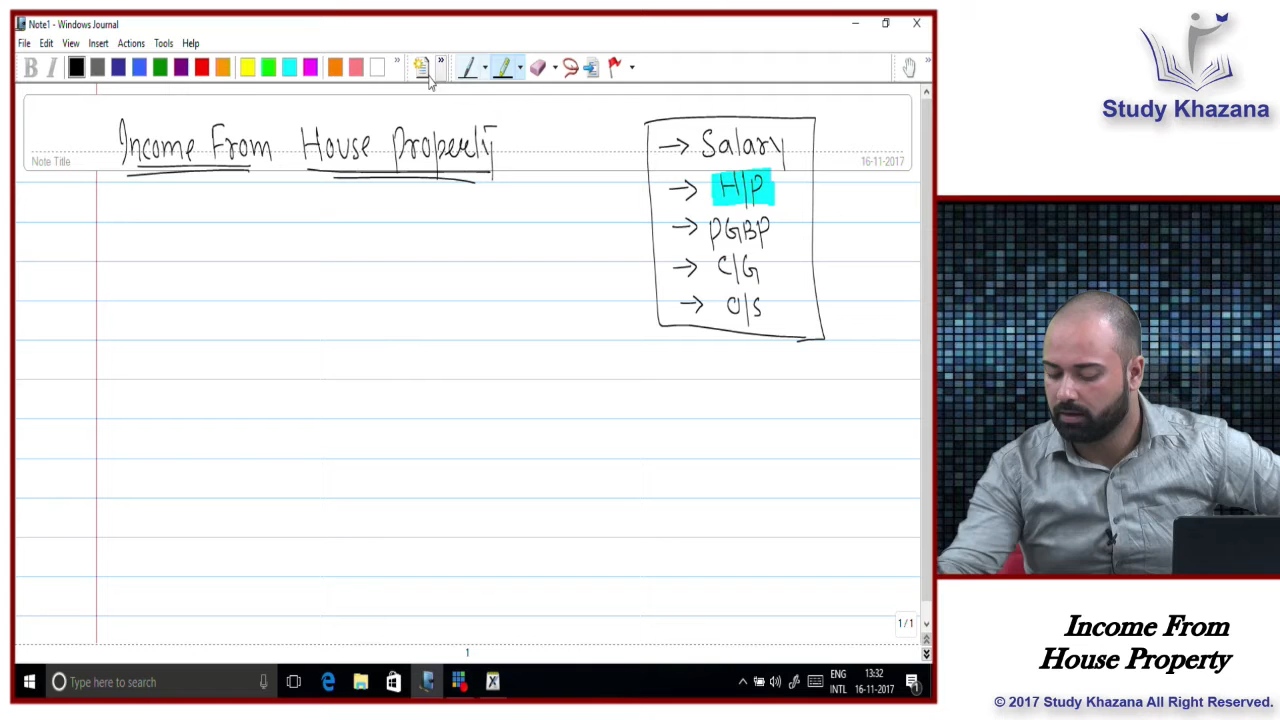 Note1 - Windows Journal
File Edit View Insert Actions Tools Help
B I
Study Khazana
Income From House Property
Note Title
16-11-2017
→ Salary
→ H|P
→ PGBP
→ C|G
→ O|S
1/1
1
Type here to search
ENG
INTL
13:32
16-11-2017
1
Income From
House Property
© 2017 Study Khazana All Right Reserved.